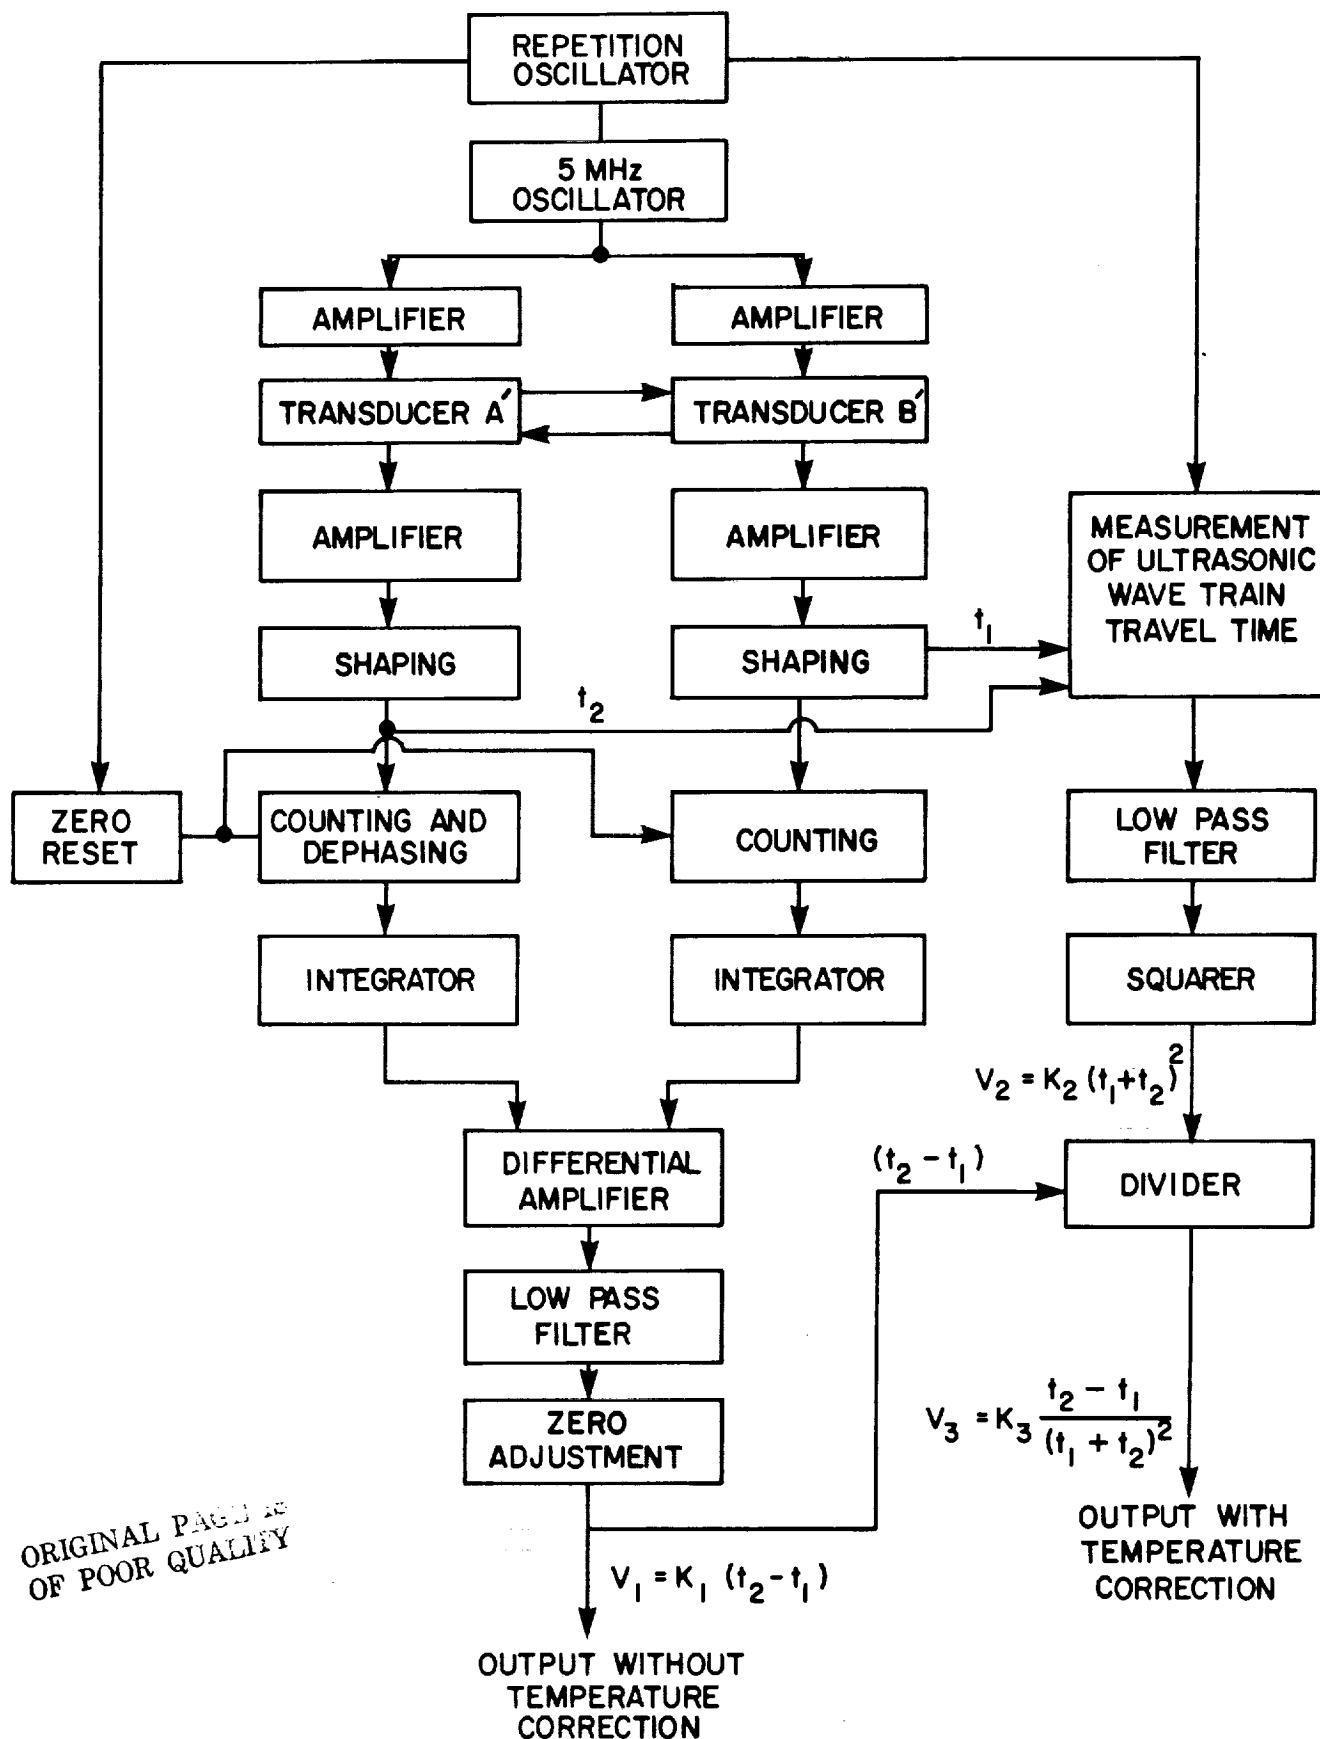 REPETITION
OSCILLATOR
5 MHz
OSCILLATOR
AMPLIFIER
AMPLIFIER
TRANSDUCER A′
TRANSDUCER B′
AMPLIFIER
AMPLIFIER
MEASUREMENT
OF ULTRASONIC
WAVE TRAIN
TRAVEL TIME
SHAPING
SHAPING
t₁
t₂
ZERO
RESET
COUNTING AND
DEPHASING
COUNTING
LOW PASS
FILTER
INTEGRATOR
INTEGRATOR
SQUARER
V₂ = K₂ (t₁+t₂)²
DIFFERENTIAL
AMPLIFIER
(t₂ – t₁)
DIVIDER
LOW PASS
FILTER
ZERO
ADJUSTMENT
V₃ = K₃ t₂ – t₁
(t₁ + t₂)²
ORIGINAL PAGE IS
OF POOR QUALITY
V₁ = K₁ (t₂– t₁)
OUTPUT WITH
TEMPERATURE
CORRECTION
OUTPUT WITHOUT
TEMPERATURE
CORRECTION